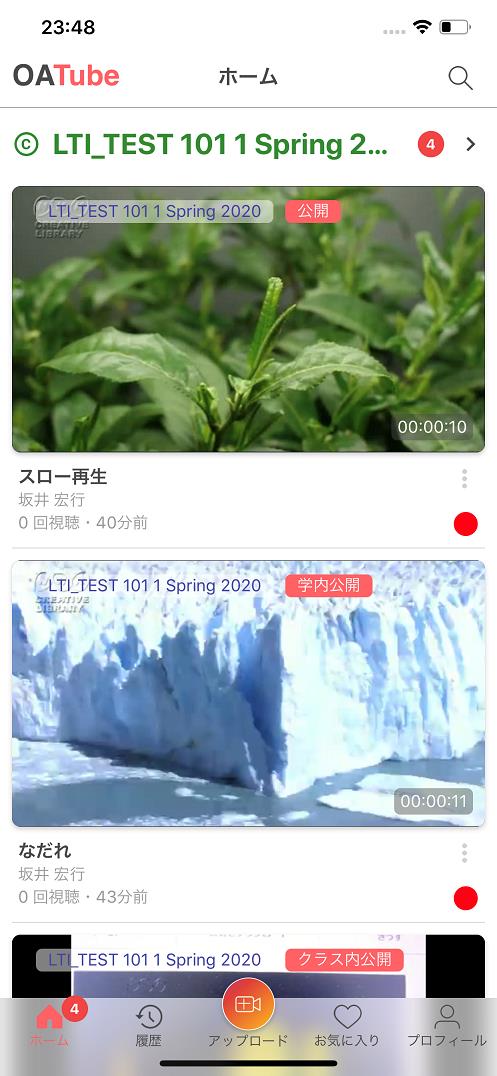 23:48
OATube
ホーム
© LTI_TEST 101 1 Spring 2...
4
LTI_TEST 101 1 Spring 2020
公開
CREATIVE
LIBRARY
00:00:10
スロー再生
坂井 宏行
0 回視聴・40分前
LTI_TEST 101 1 Spring 2020
学内公開
CREATIVE
LIBRARY
00:00:11
なだれ
坂井 宏行
0 回視聴・43分前
LTI_TEST 101 1 Spring 2020
クラス内公開
4
ホーム
履歴
アップロード
お気に入り
プロフィール